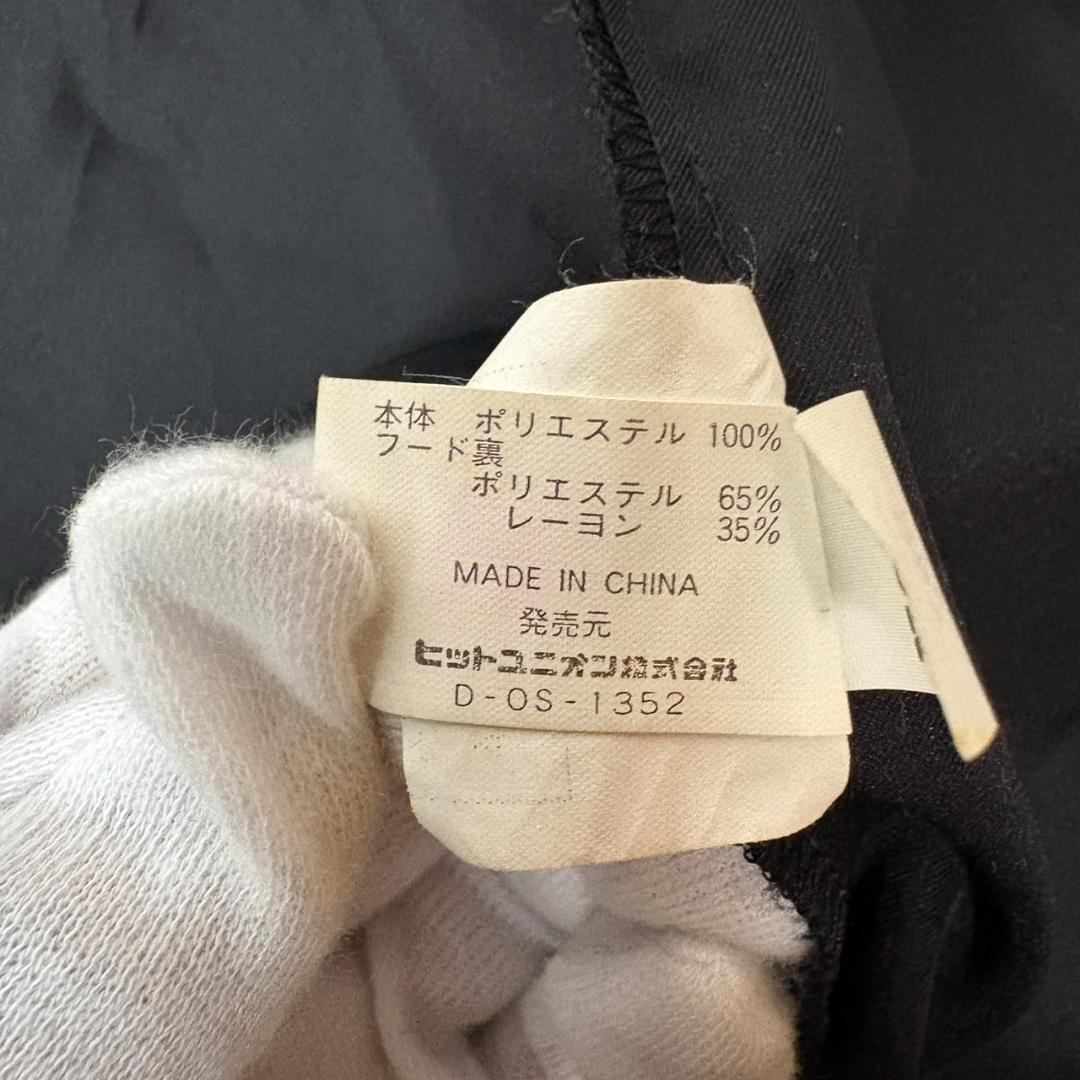 本体 ポリエステル 100%
フード裏
ポリエステル 65%
レーヨン 35%
MADE IN CHINA
発売元
ヒットユニオン株式会社
D-OS-1352